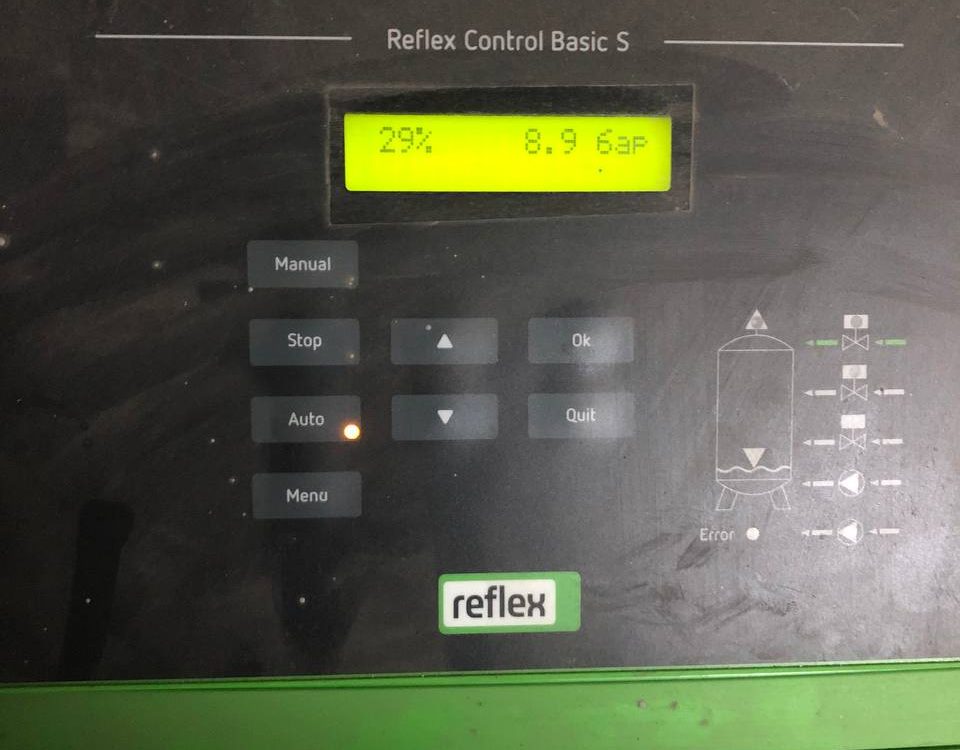 Reflex Control Basic S
29% 8.9 бар
Manual
Stop
Ok
Auto
Quit
Menu
Error
reflex